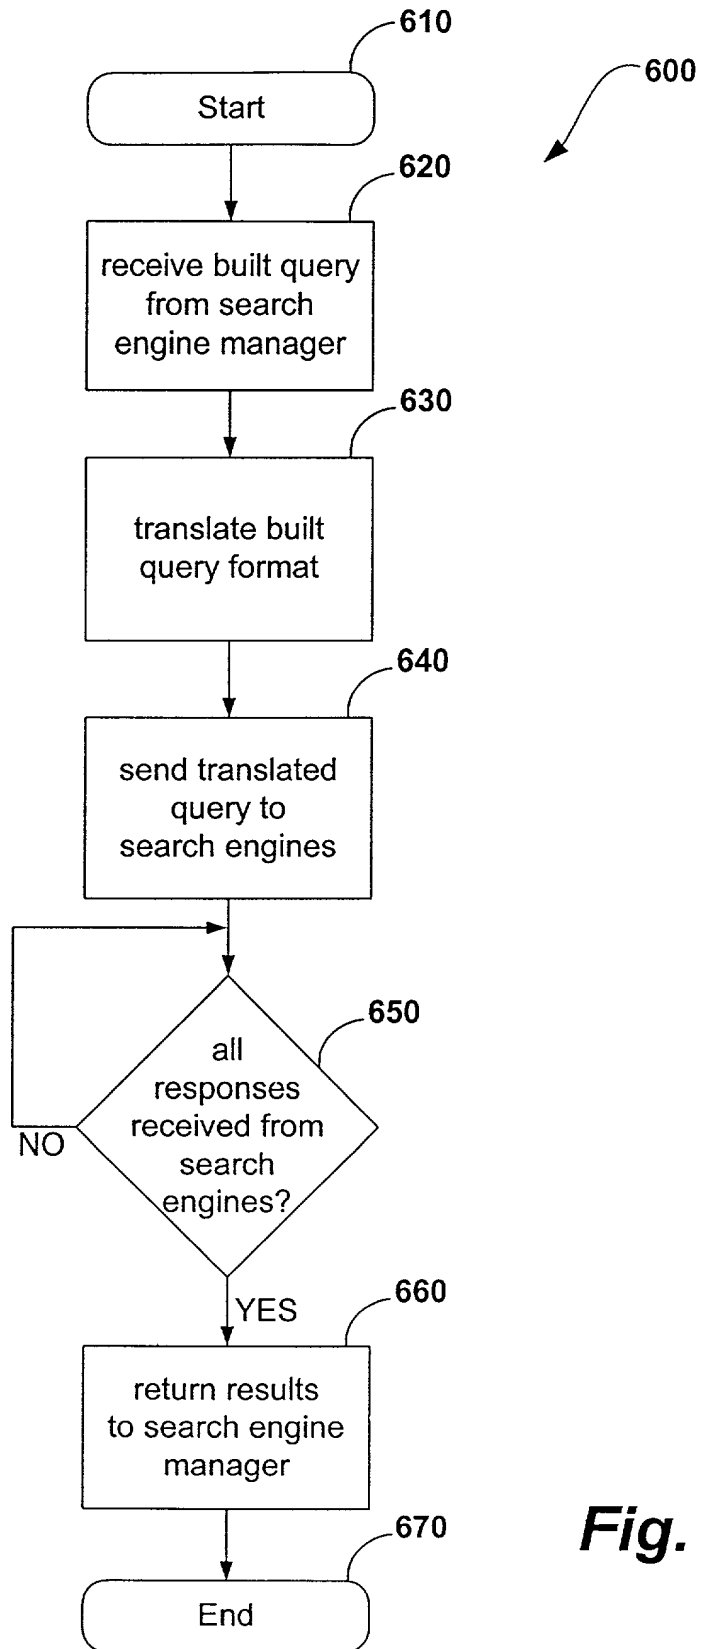 610
600
Start
620
receive built query
from search
engine manager
630
translate built
query format
640
send translated
query to
search engines
650
all
responses
received from
search
engines?
NO
YES
660
return results
to search engine
manager
670
End
Fig.